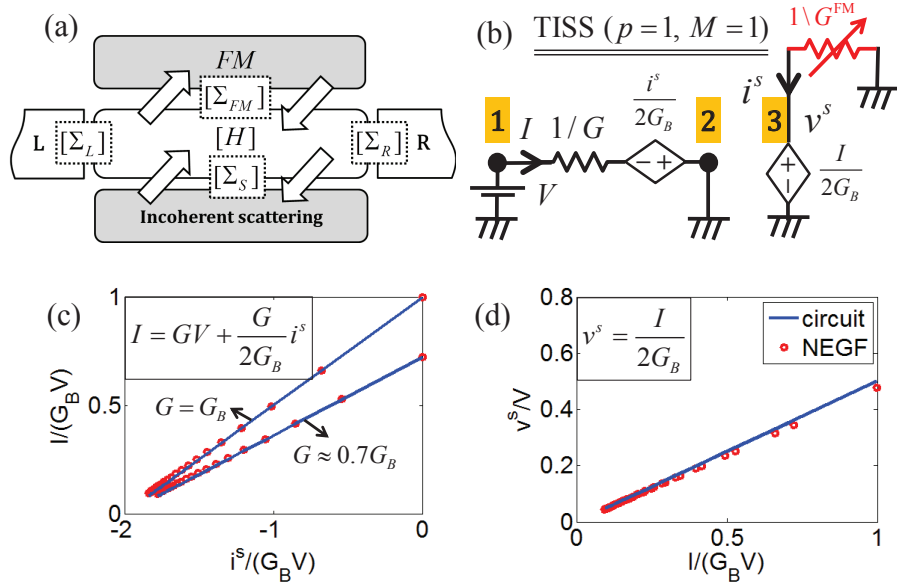 (a)
FM
[Σ_FM]
L
[Σ_L]
[H]
[Σ_R]
R
[Σ_S]
Incoherent scattering
(b)
TISS (p=1, M=1)
1\G^FM
i^s
1
I
1/G
i^s/2G_B
2
3
v^s
− +
+
−
I/2G_B
V
(c)
I = GV + G/2G_B i^s
G = G_B
G ≈ 0.7G_B
1
0.5
0
-2
-1
0
I/(G_BV)
i^s/(G_BV)
(d)
v^s = I/2G_B
circuit
NEGF
0.8
0.6
0.4
0.2
0
0
0.5
1
v^s/V
I/(G_BV)